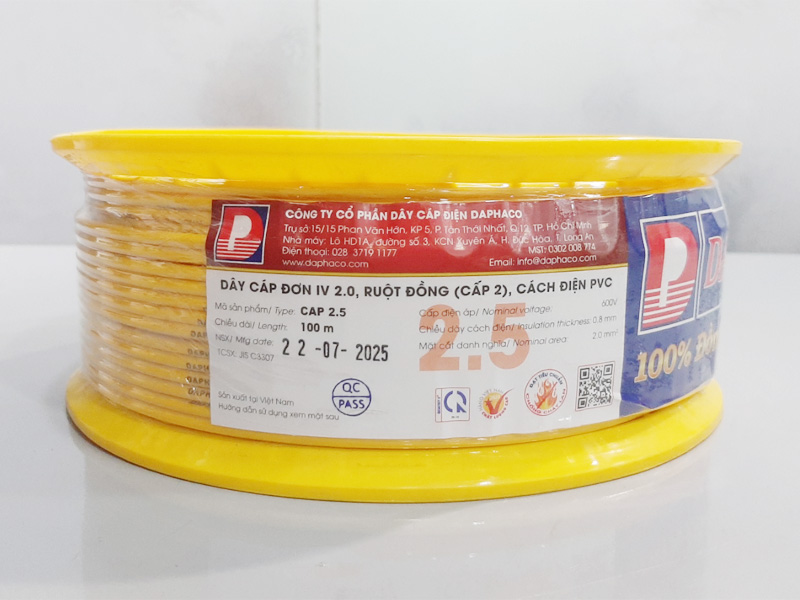 CÔNG TY CỔ PHẦN DÂY CÁP ĐIỆN DAPHACO
Trụ sở: 15/15 Phan Văn Hớn, KP 5, P. Tân Thới Nhất, Q.12, TP. Hồ Chí Minh
Nhà máy: Lô HD1A, đường số 3, KCN Xuyên Á, H. Đức Hòa, T. Long An
Điện thoại: 028 3719 1177 MST: 0302 008 774
www.daphaco.com Email: info@daphaco.com
DÂY CÁP ĐƠN IV 2.0, RUỘT ĐỒNG (CẤP 2), CÁCH ĐIỆN PVC
Mã sản phẩm/ Type: CAP 2.5 Cấp điện áp/ Nominal voltage: 600V
Chiều dài/ Length: 100 m Chiều dày cách điện/ Insulation thickness: 0.8 mm
NSX/ Mfg date: 22-07-2025 Mặt cắt danh nghĩa/ Nominal area: 2.0 mm²
TCSX: JIS C3307
2.5
QC
PASS
Sản xuất tại Việt Nam
Hướng dẫn sử dụng xem mặt sau
100%